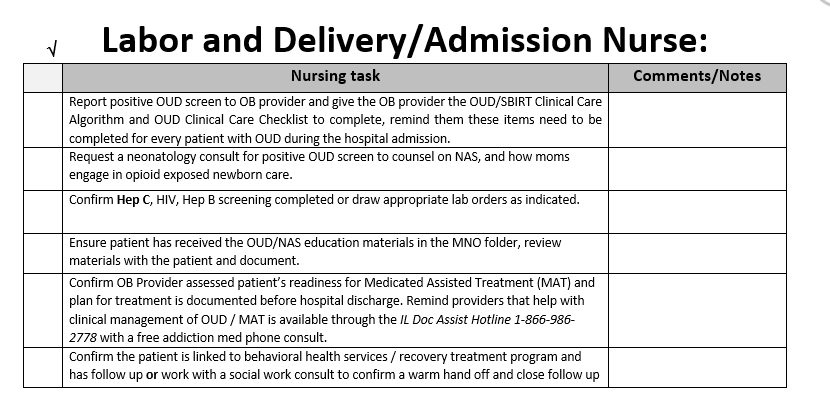 √ Labor and Delivery/Admission Nurse:
Nursing task Comments/Notes
Report positive OUD screen to OB provider and give the OB provider the OUD/SBIRT Clinical Care
Algorithm and OUD Clinical Care Checklist to complete, remind them these items need to be
completed for every patient with OUD during the hospital admission.
Request a neonatology consult for positive OUD screen to counsel on NAS, and how moms
engage in opioid exposed newborn care.
Confirm Hep C, HIV, Hep B screening completed or draw appropriate lab orders as indicated.
Ensure patient has received the OUD/NAS education materials in the MNO folder, review
materials with the patient and document.
Confirm OB Provider assessed patient's readiness for Medicated Assisted Treatment (MAT) and
plan for treatment is documented before hospital discharge. Remind providers that help with
clinical management of OUD / MAT is available through the IL Doc Assist Hotline 1-866-986-
2778 with a free addiction med phone consult.
Confirm the patient is linked to behavioral health services / recovery treatment program and
has follow up or work with a social work consult to confirm a warm hand off and close follow up